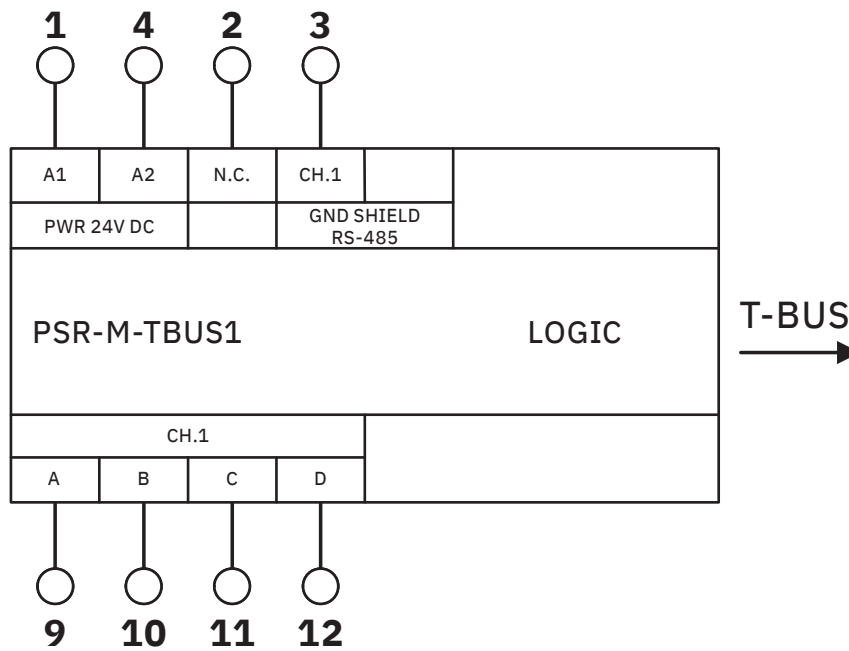 1 4 2 3
A1 A2 N.C. CH.1
PWR 24V DC GND SHIELD
RS-485
PSR-M-TBUS1 LOGIC T-BUS
CH.1
A B C D
9 10 11 12